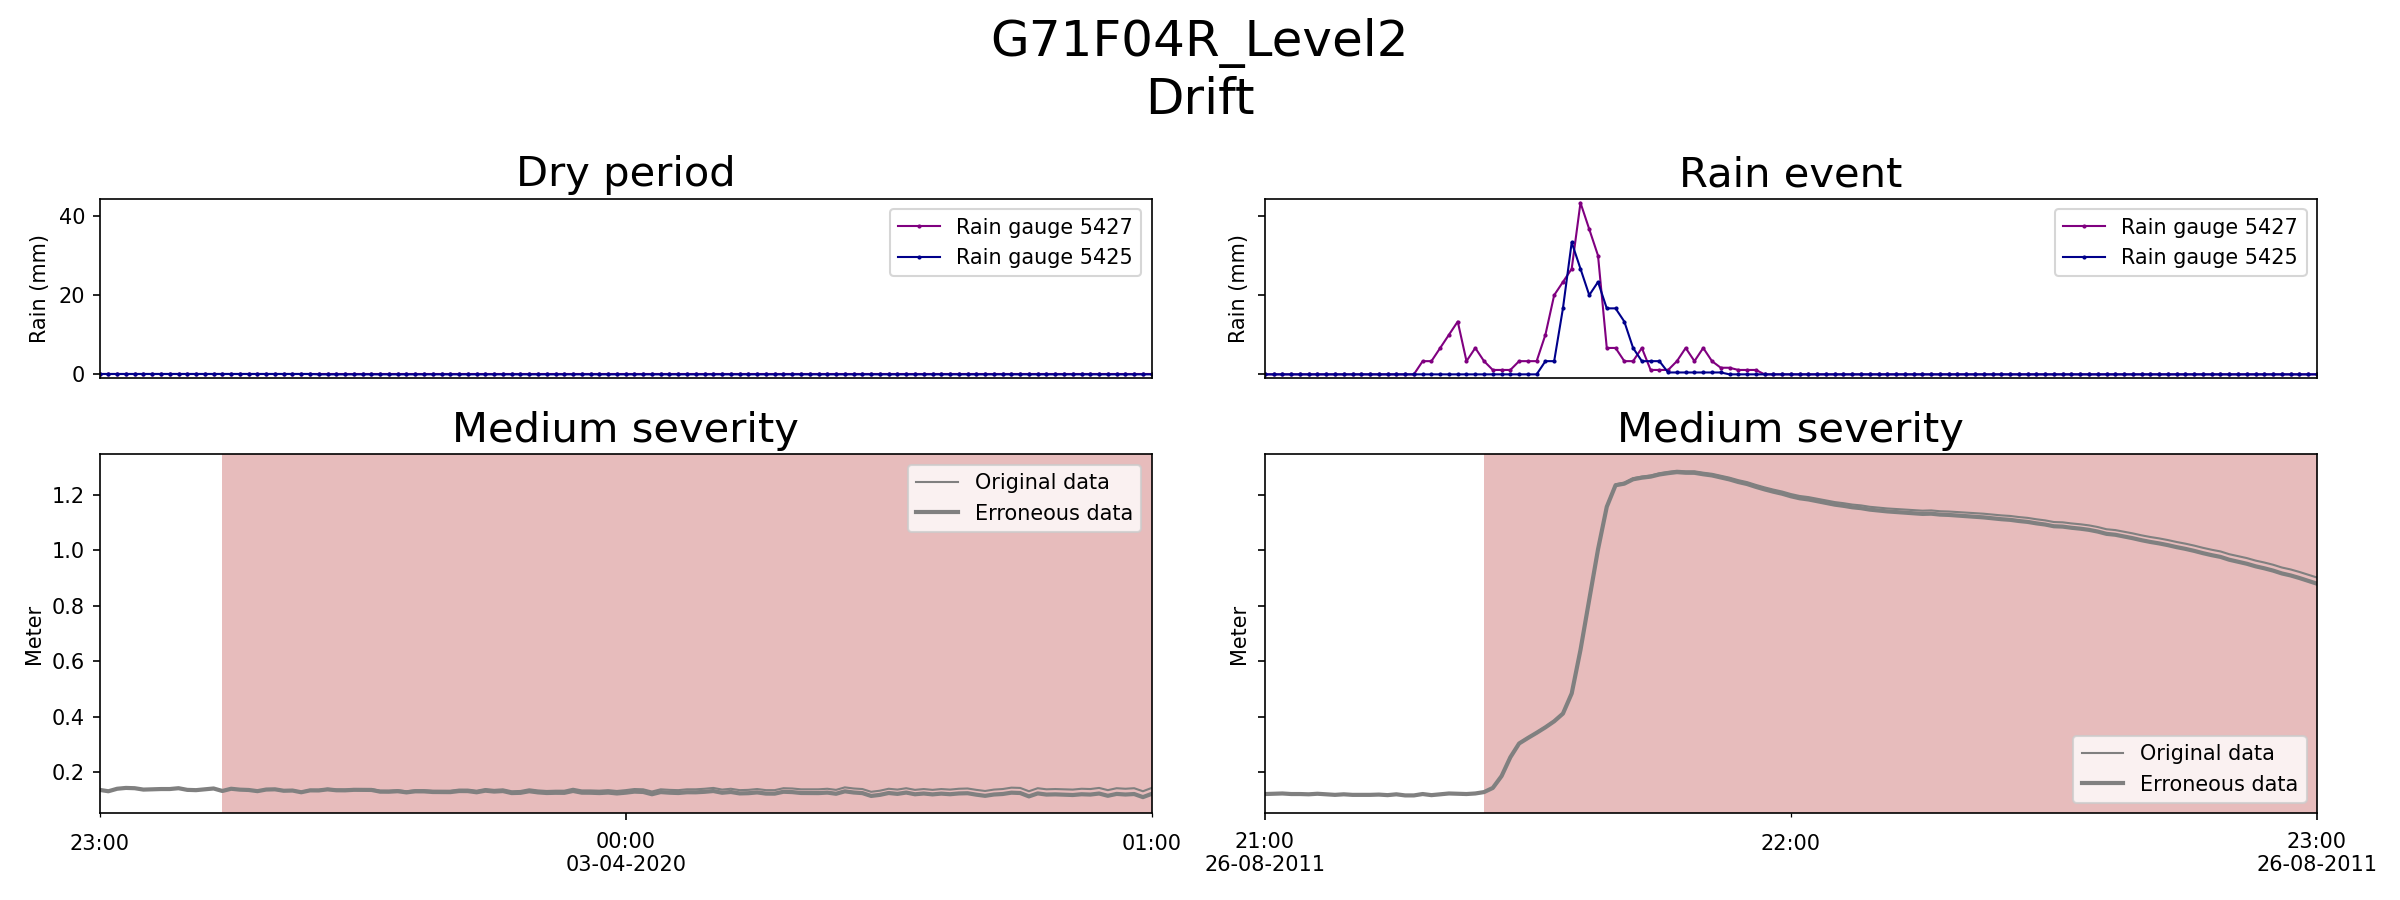 G71F04R_Level2
Drift
Dry period
Rain (mm)
40
20
0
Rain gauge 5427
Rain gauge 5425
Rain event
Rain (mm)
Rain gauge 5427
Rain gauge 5425
Medium severity
Meter
1.2
1.0
0.8
0.6
0.4
0.2
Original data
Erroneous data
23:00
00:00
03-04-2020
01:00
Medium severity
Meter
Original data
Erroneous data
21:00
26-08-2011
22:00
23:00
26-08-2011